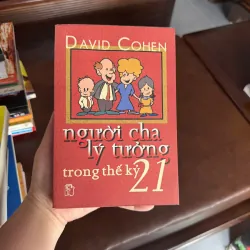 DAVID COHEN
người cha
lý tưởng
trong thế kỷ 21